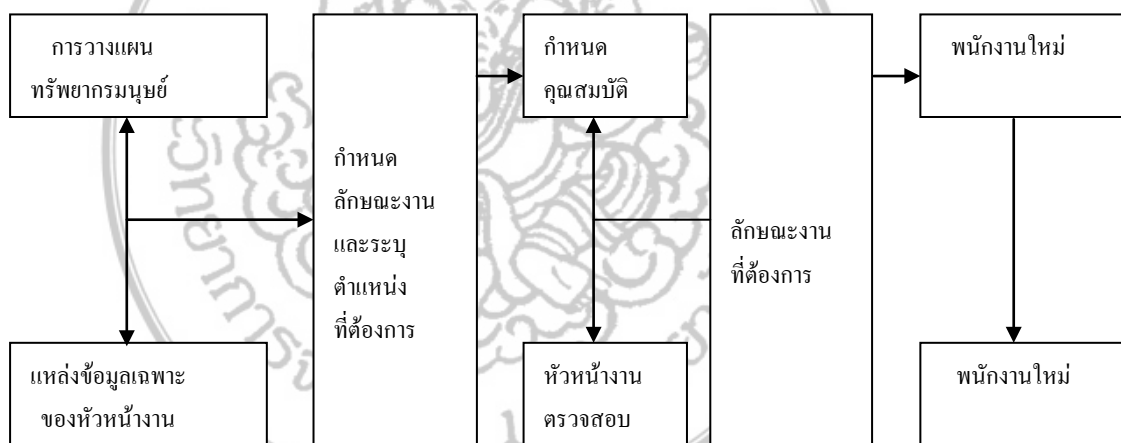 การวางแผน
ทรัพยากรมนุษย์
แหล่งข้อมูลเฉพาะ
ของหัวหน้างาน
กำหนด
ลักษณะงาน
และระบุ
ตำแหน่ง
ที่ต้องการ
กำหนด
คุณสมบัติ
หัวหน้างาน
ตรวจสอบ
ลักษณะงาน
ที่ต้องการ
พนักงานใหม่
พนักงานใหม่